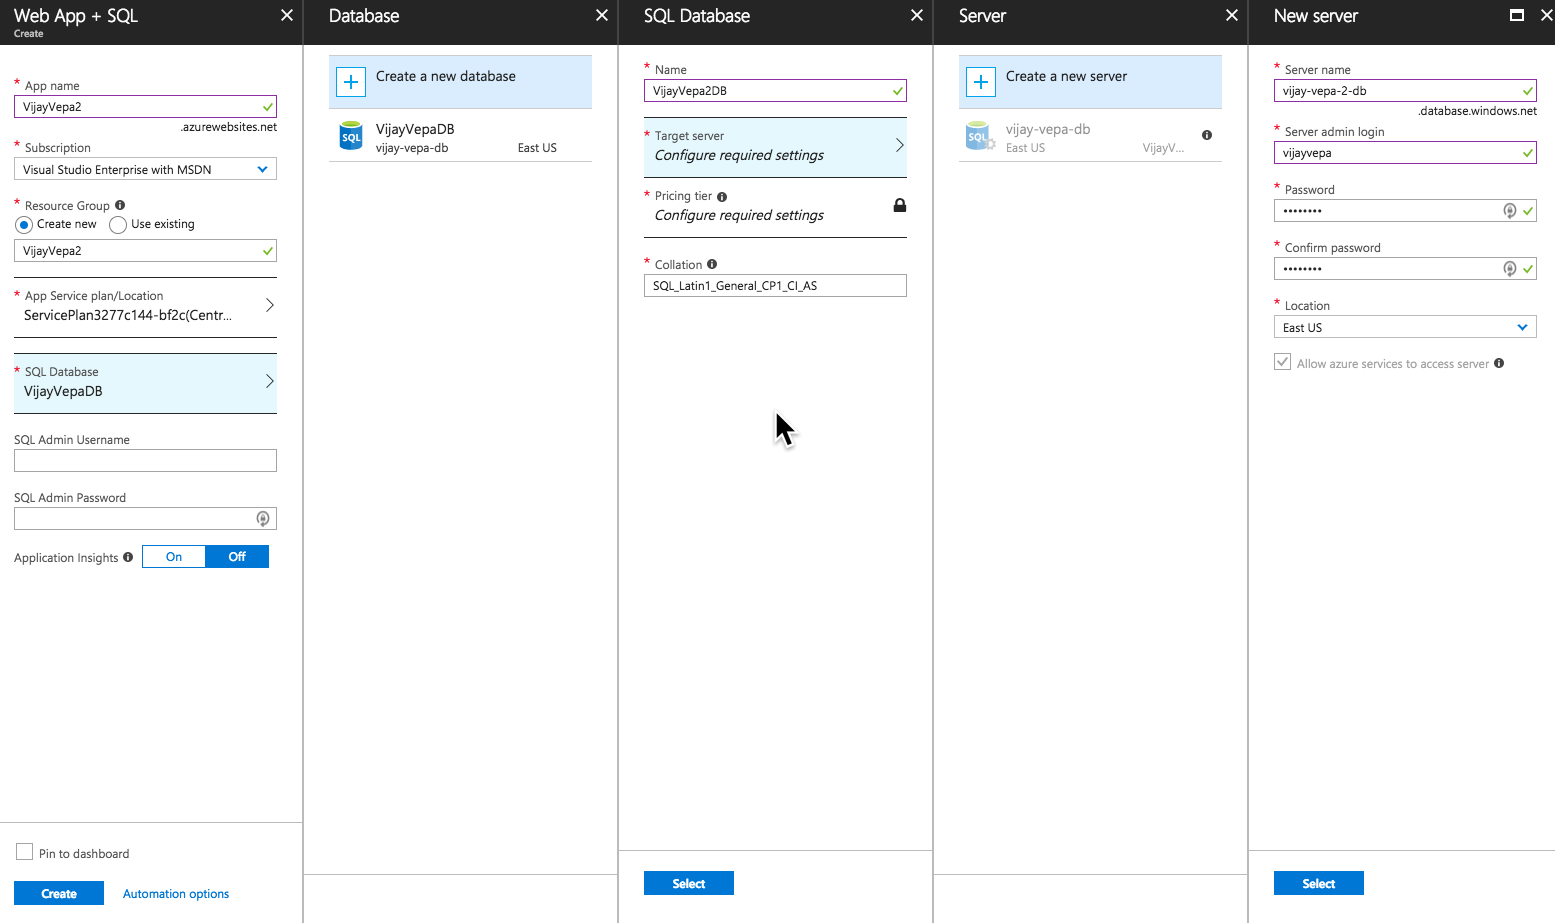 Web App + SQL
Create
* App name
VijayVepa2
.azurewebsites.net
* Subscription
Visual Studio Enterprise with MSDN
* Resource Group
Create new
Use existing
VijayVepa2
* App Service plan/Location
ServicePlan3277c144-bf2c(Centr...
* SQL Database
VijayVepaDB
SQL Admin Username
SQL Admin Password
Application Insights
On
Off
Pin to dashboard
Create
Automation options
Database
Create a new database
SQL
VijayVepaDB
vijay-vepa-db
East US
SQL Database
* Name
VijayVepa2DB
* Target server
Configure required settings
* Pricing tier
Configure required settings
* Collation
SQL_Latin1_General_CP1_CI_AS
Select
Server
Create a new server
SQL
vijay-vepa-db
East US
VijayV...
New server
* Server name
vijay-vepa-2-db
.database.windows.net
* Server admin login
vijayvepa
* Password
••••••••
* Confirm password
••••••••
* Location
East US
Allow azure services to access server
Select